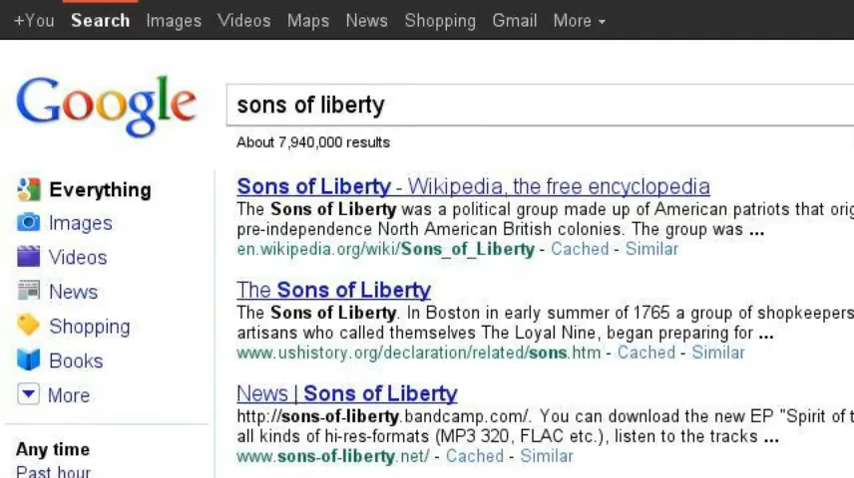 +You Search Images Videos Maps News Shopping Gmail More
Google
sons of liberty
About 7,940,000 results
Everything
Images
Videos
News
Shopping
Books
More
Any time
Past hour
Sons of Liberty - Wikipedia, the free encyclopedia
The Sons of Liberty was a political group made up of American patriots that orig
pre-independence North American British colonies. The group was ...
en.wikipedia.org/wiki/Sons_of_Liberty - Cached - Similar
The Sons of Liberty
The Sons of Liberty. In Boston in early summer of 1765 a group of shopkeepers
artisans who called themselves The Loyal Nine, began preparing for ...
www.ushistory.org/declaration/related/sons.htm - Cached - Similar
News | Sons of Liberty
http://sons-of-liberty.bandcamp.com/. You can download the new EP "Spirit of t
all kinds of hi-res-formats (MP3 320, FLAC etc.), listen to the tracks ...
www.sons-of-liberty.net/ - Cached - Similar